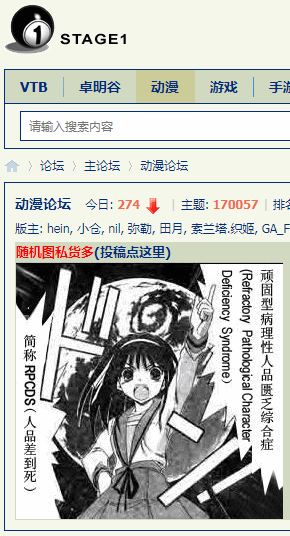 STAGE1
VTB 卓明谷 动漫 游戏 手游
请输入搜索内容
论坛 主论坛 动漫论坛
动漫论坛 今日: 274 主题: 170057 排名
版主: hein, 小仓, nil, 弥勒, 田月, 索兰塔.织姬, GA_F
随机图私货多(投稿点这里)
顽固型病理性人品匮乏综合症
(Refractory Pathological Character
Deficiency Syndrome)
简称 RPCDS(人品差到死)